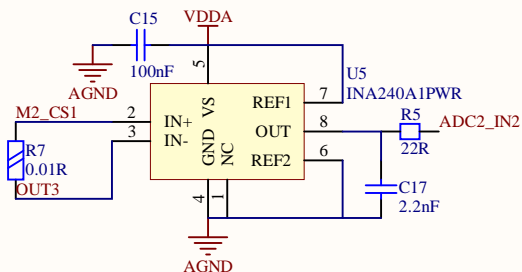 C15
VDDA
100nF
AGND
5
U5
INA240A1PWR
M2_CS1
2
IN+
VS
REF1
7
3
IN-
OUT
8
R5
ADC2_IN2
22R
R7
0.01R
OUT3
GND
NC
REF2
6
4
1
C17
2.2nF
AGND